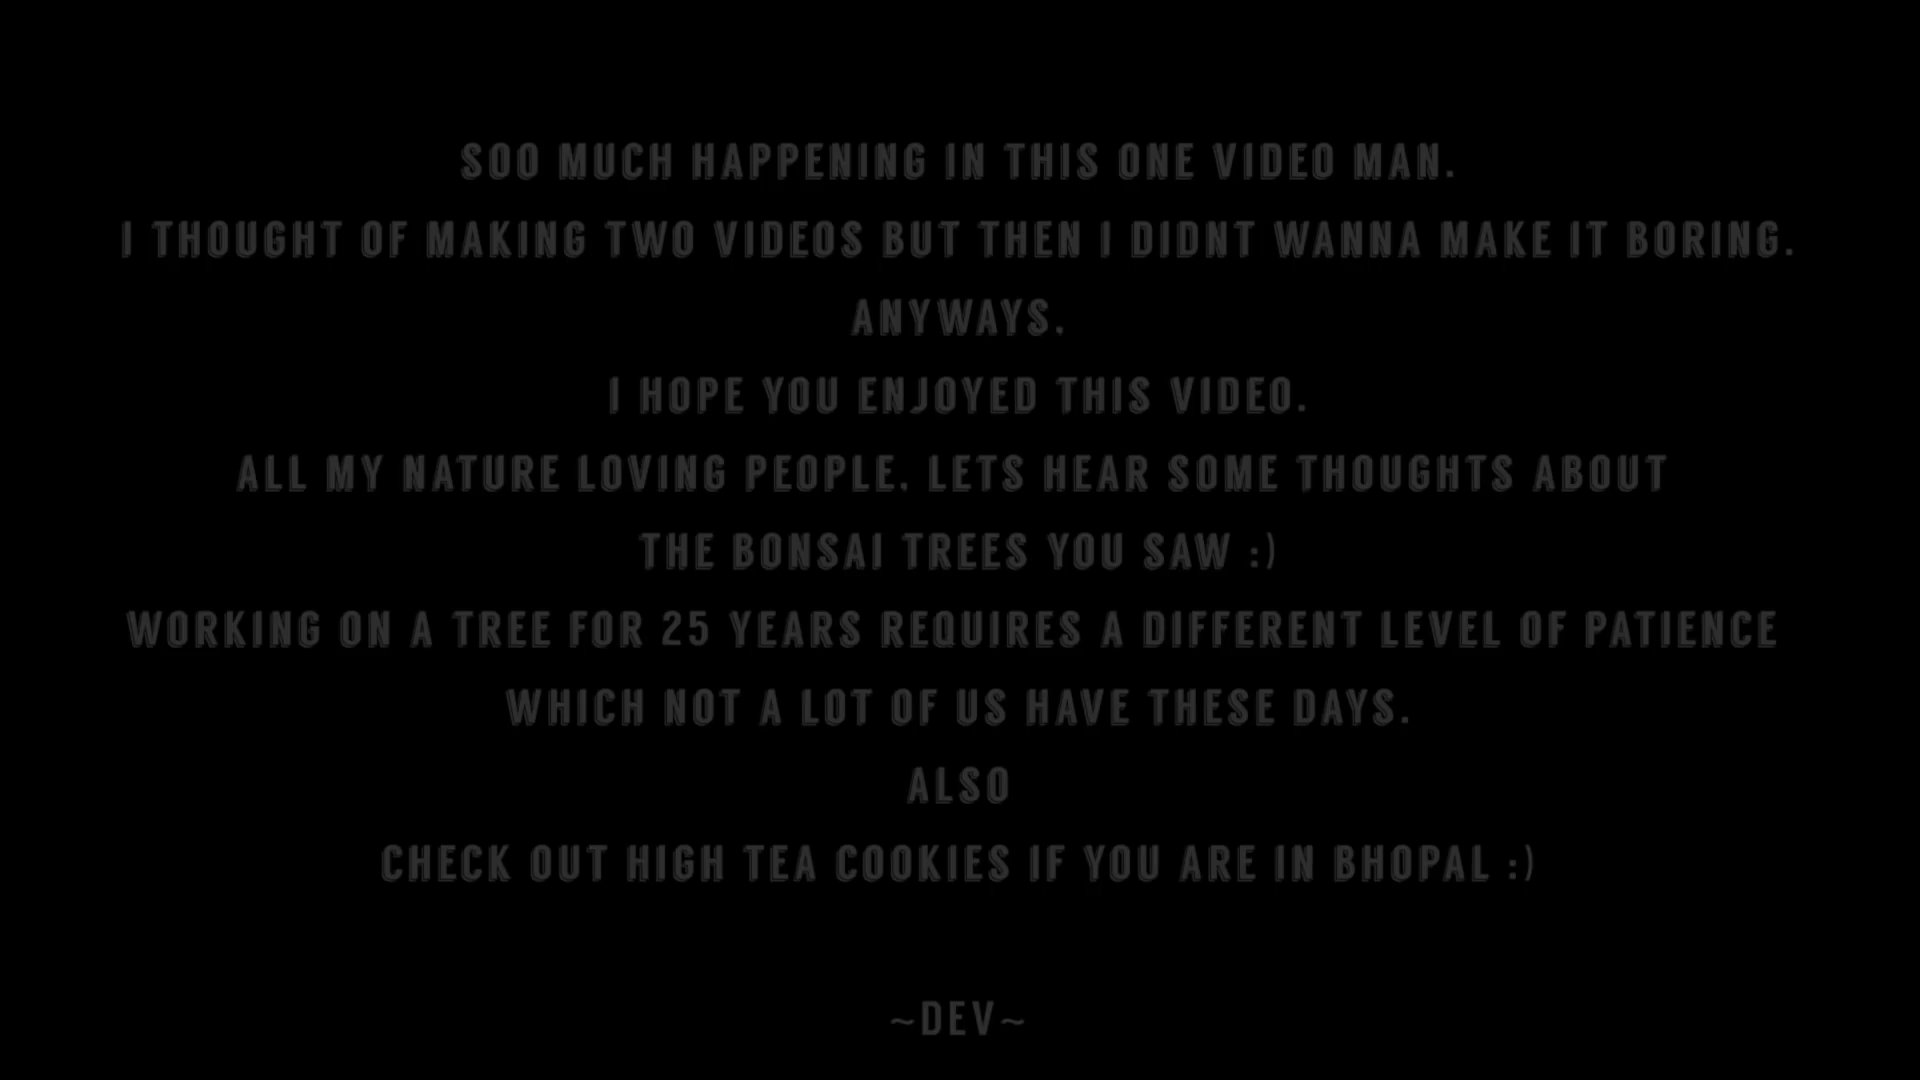 SOO MUCH HAPPENING IN THIS ONE VIDEO MAN.
I THOUGHT OF MAKING TWO VIDEOS BUT THEN I DIDNT WANNA MAKE IT BORING.
ANYWAYS.
I HOPE YOU ENJOYED THIS VIDEO.
ALL MY NATURE LOVING PEOPLE. LETS HEAR SOME THOUGHTS ABOUT
THE BONSAI TREES YOU SAW :)
WORKING ON A TREE FOR 25 YEARS REQUIRES A DIFFERENT LEVEL OF PATIENCE
WHICH NOT A LOT OF US HAVE THESE DAYS.
ALSO
CHECK OUT HIGH TEA COOKIES IF YOU ARE IN BHOPAL :)
~DEV~